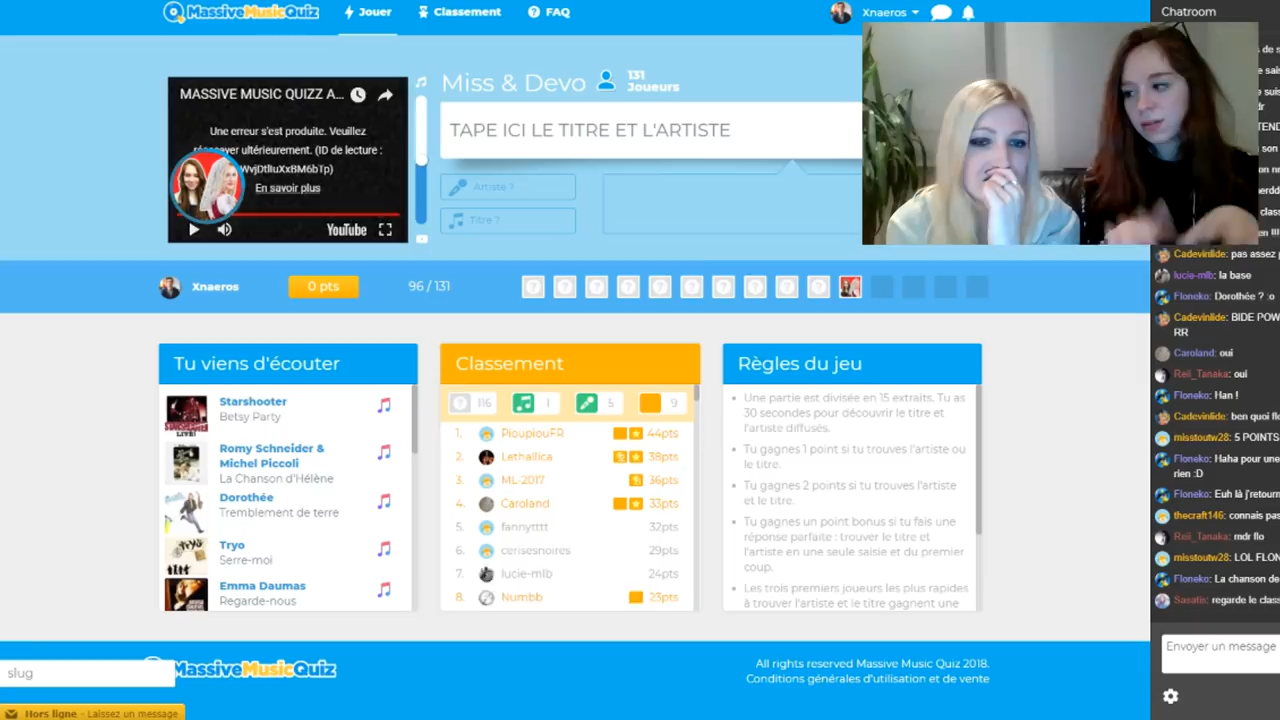 MassiveMusicQuiz
Jouer
Classement
FAQ
Xnaeros
Chatroom
MASSIVE MUSIC QUIZZ A...
Une erreur s'est produite. Veuillez
ultérieurement. (ID de lecture :
En savoir plus
YouTube
Miss & Devo
131
Joueurs
TAPE ICI LE TITRE ET L'ARTISTE
Artiste ?
Titre ?
Xnaeros
0 pts
96 / 131
Tu viens d'écouter
Starshooter
Betsy Party
Romy Schneider &
Michel Piccoli
La Chanson d'Hélène
Dorothée
Tremblement de terre
Tryo
Serre-moi
Emma Daumas
Regarde-nous
Classement
116
1
5
9
1. PioupiouFR 44pts
2. Lethallica 38pts
3. ML-2017 36pts
4. Caroland 33pts
5. fannytttt 32pts
6. cerisesnoires 29pts
7. lucie-mlb 24pts
8. Numbb 23pts
Règles du jeu
Une partie est divisée en 15 extraits. Tu as
30 secondes pour découvrir le titre et
l'artiste diffusés.
Tu gagnes 1 point si tu trouves l'artiste ou
le titre.
Tu gagnes 2 points si tu trouves l'artiste
et le titre.
Tu gagnes un point bonus si tu fais une
réponse parfaite : trouver le titre et
l'artiste en une seule saisie et du premier
coup.
Les trois premiers joueurs les plus rapides
à trouver l'artiste et le titre gagnent une
Cadevinlide: pas assez
lucie-mlb: la base
Floneko: Dorothée ? :o
Cadevinlide: BIDE POW
RR
Caroland: oui
Reii_Tanaka: oui
Floneko: Han !
Cadevinlide: ben quoi flo
misstoutw28: 5 POINTS
Floneko: Haha pour une
rien :D
Floneko: Euh là j'retourn
thecraft146: connais pas
Reii_Tanaka: mdr flo
misstoutw28: LOL FLON
Floneko: La chanson de
Sasatis: regarde le class
Envoyer un message
slug
MassiveMusicQuiz
All rights reserved Massive Music Quiz 2018.
Conditions générales d'utilisation et de vente
Hors ligne - Laissez un message